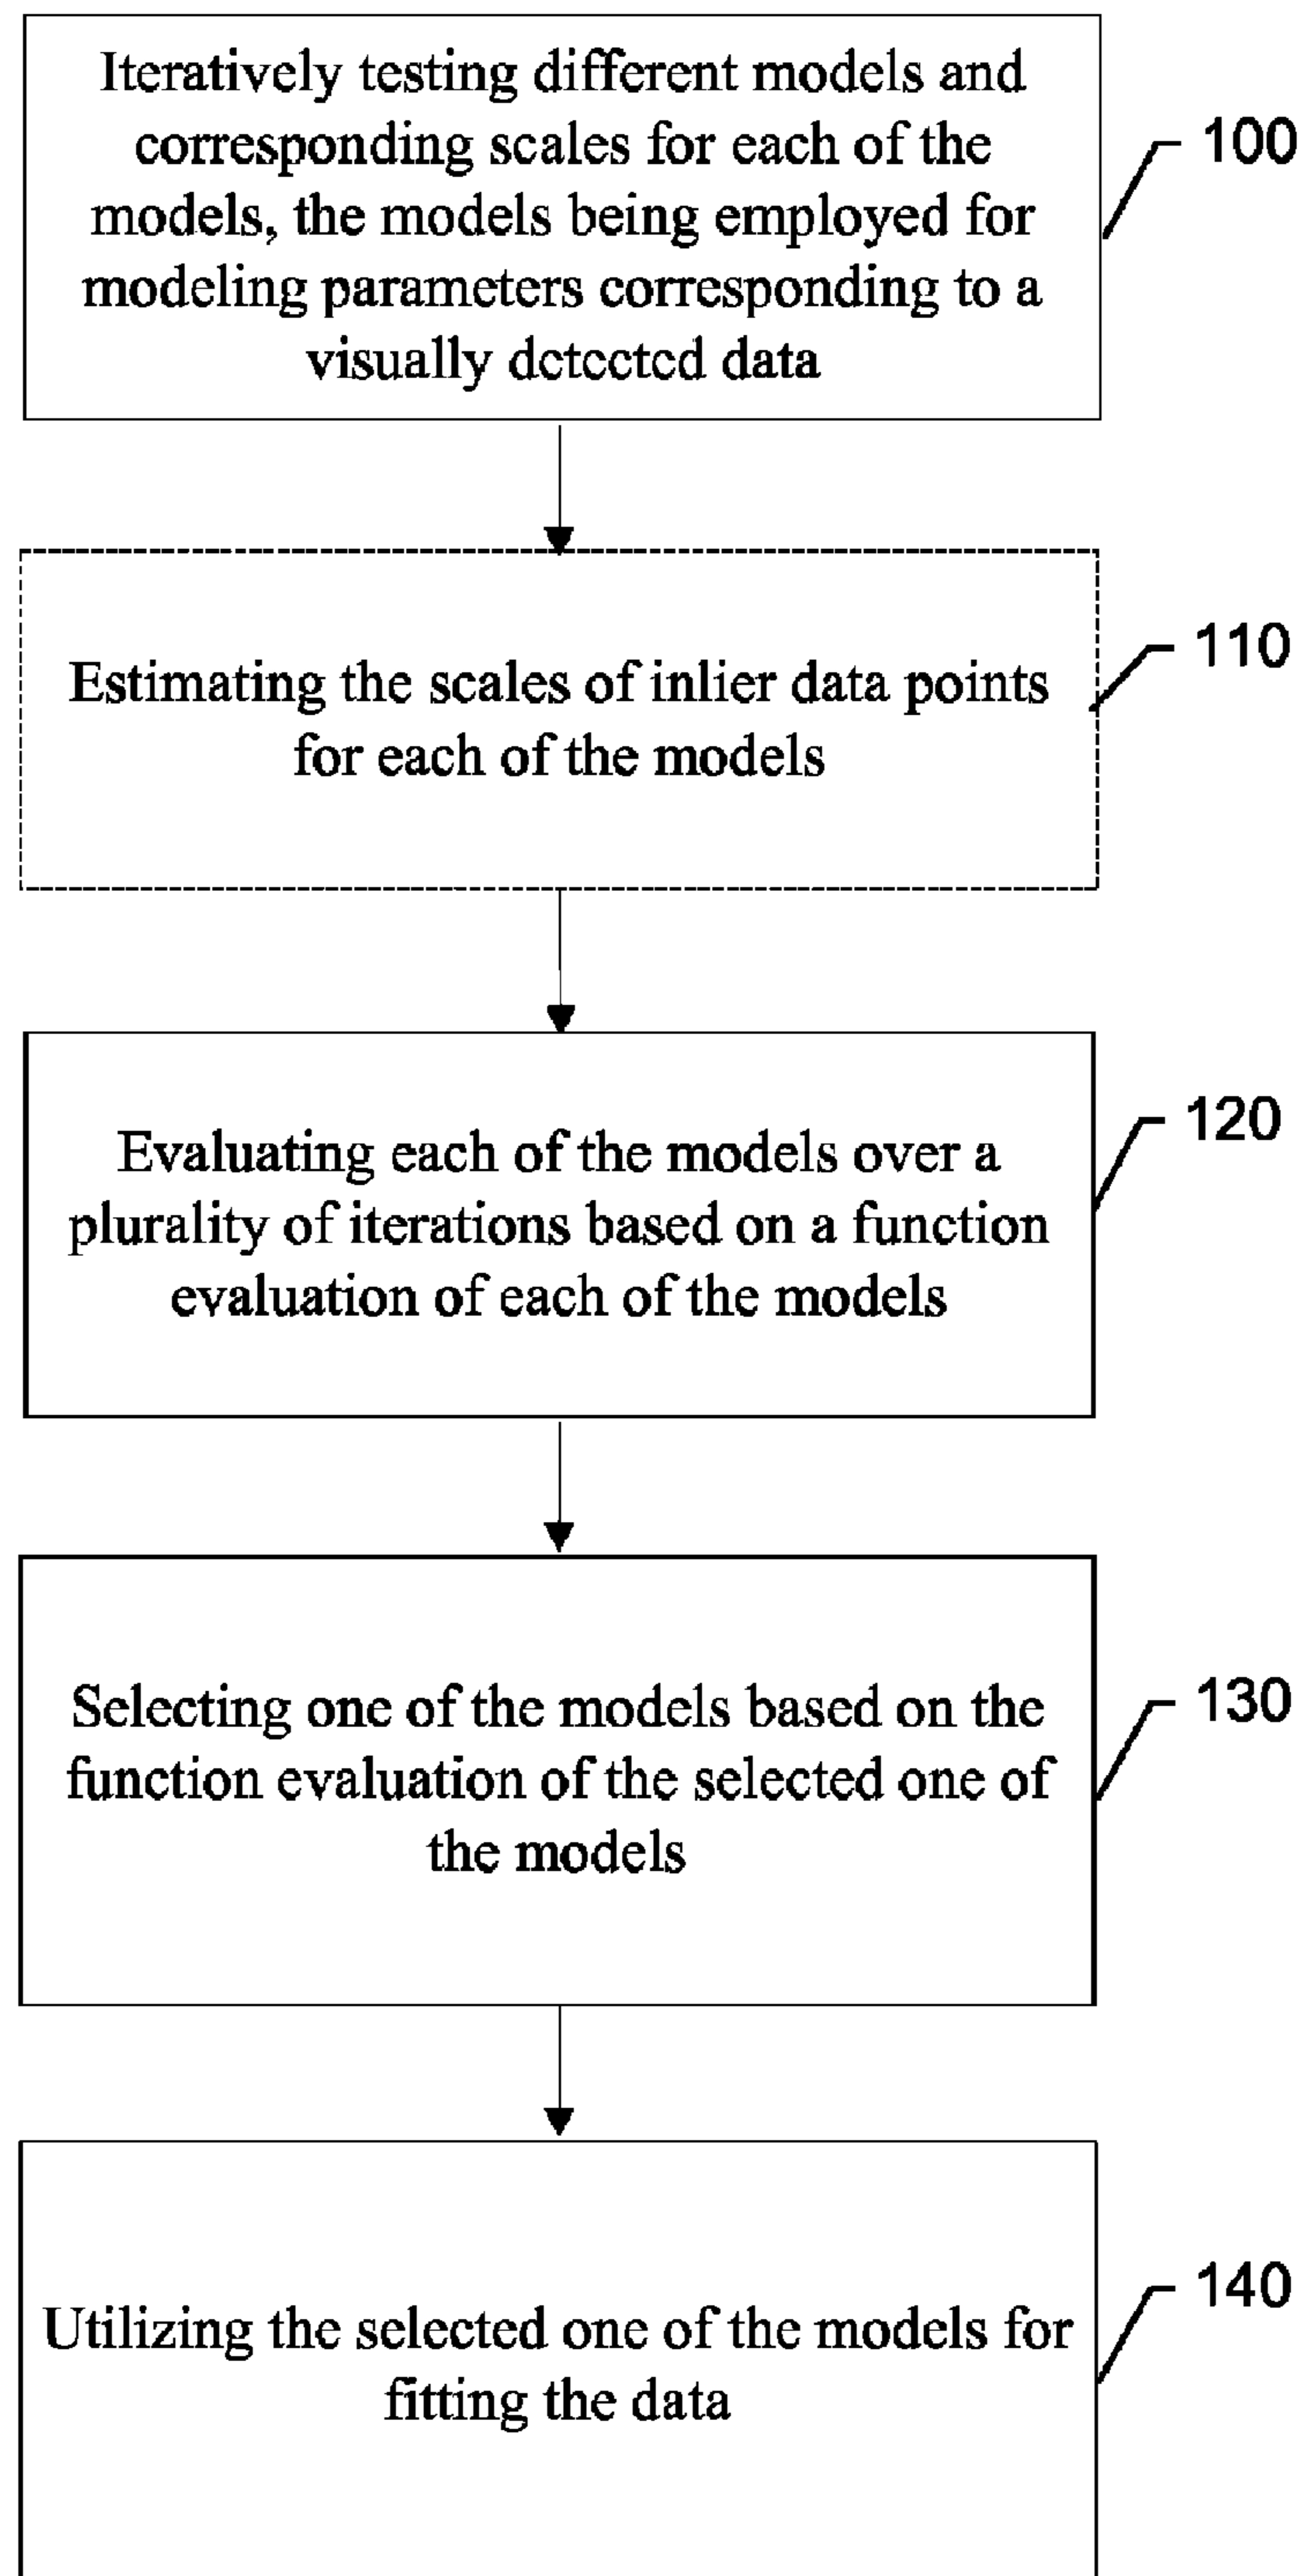 Iteratively testing different models and
corresponding scales for each of the
models, the models being employed for
modeling parameters corresponding to a
visually detected data
100
Estimating the scales of inlier data points
for each of the models
110
Evaluating each of the models over a
plurality of iterations based on a function
evaluation of each of the models
120
Selecting one of the models based on the
function evaluation of the selected one of
the models
130
Utilizing the selected one of the models for
fitting the data
140